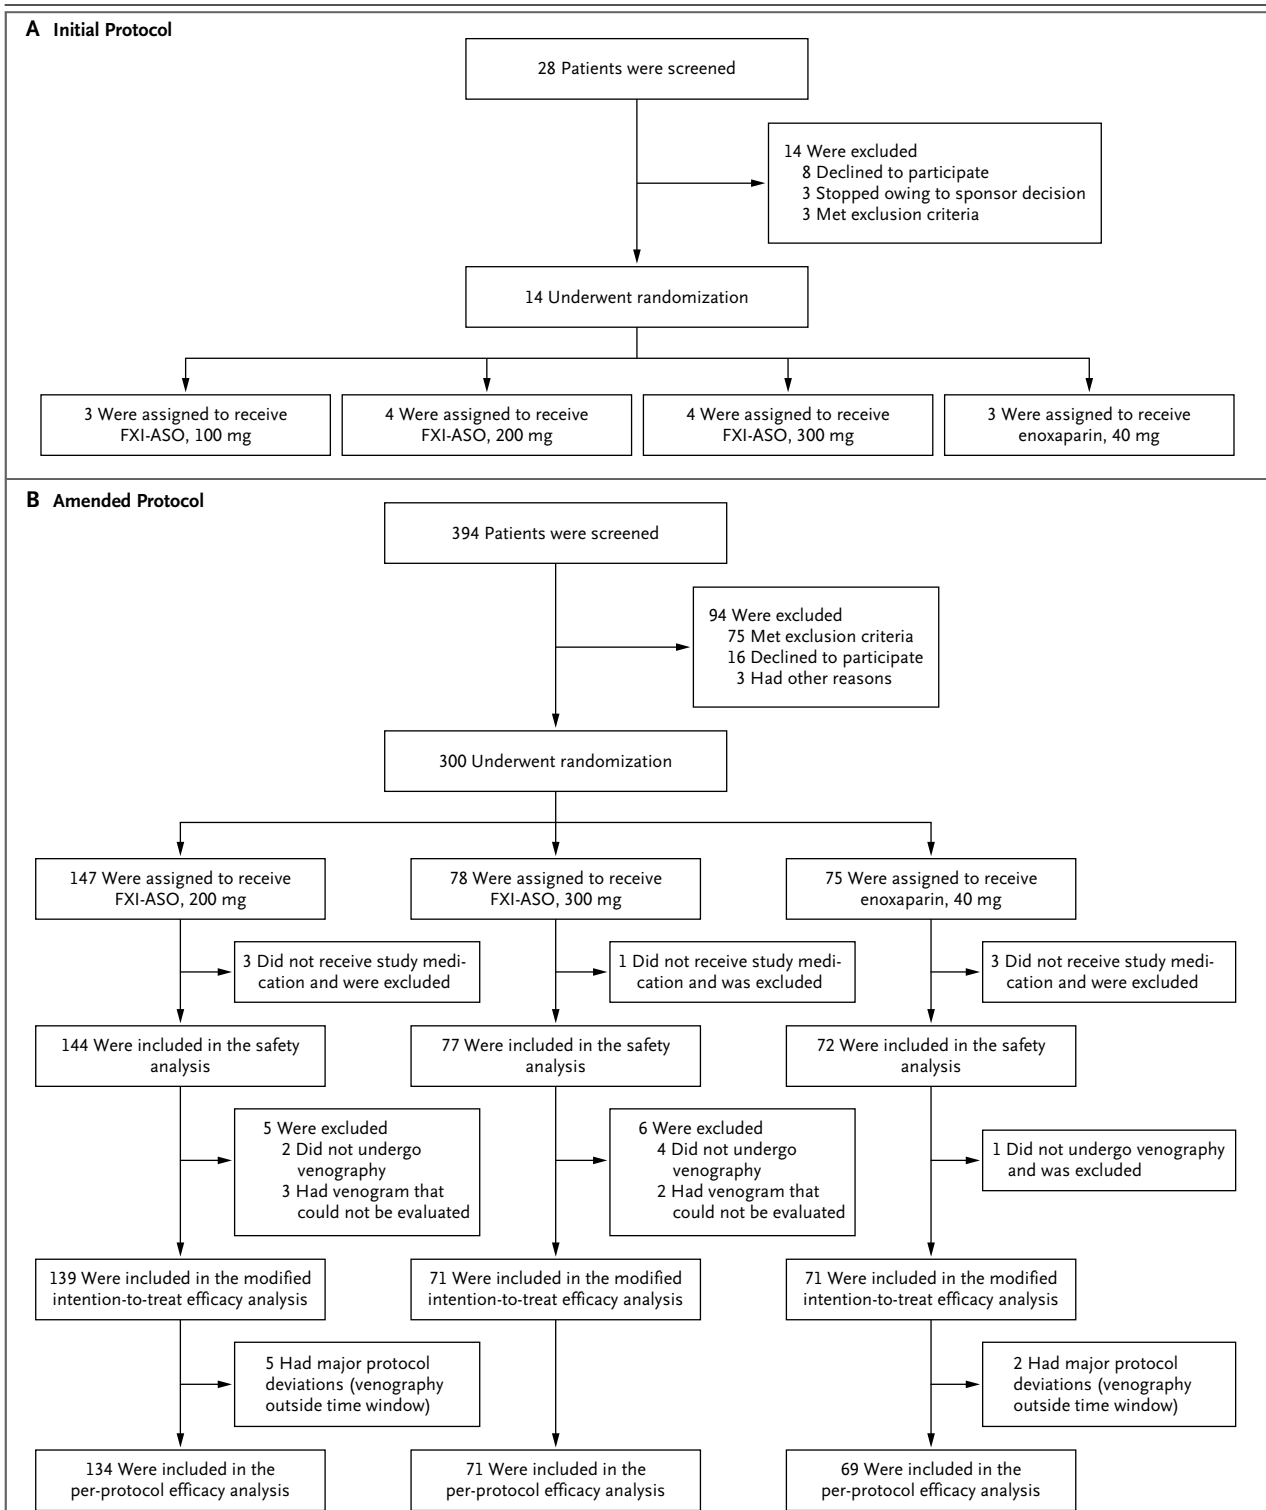 A Initial Protocol
28 Patients were screened
14 Were excluded
8 Declined to participate
3 Stopped owing to sponsor decision
3 Met exclusion criteria
14 Underwent randomization
3 Were assigned to receive
FXI-ASO, 100 mg
4 Were assigned to receive
FXI-ASO, 200 mg
4 Were assigned to receive
FXI-ASO, 300 mg
3 Were assigned to receive
enoxaparin, 40 mg
B Amended Protocol
394 Patients were screened
94 Were excluded
75 Met exclusion criteria
16 Declined to participate
3 Had other reasons
300 Underwent randomization
147 Were assigned to receive
FXI-ASO, 200 mg
78 Were assigned to receive
FXI-ASO, 300 mg
75 Were assigned to receive
enoxaparin, 40 mg
3 Did not receive study medi-
cation and were excluded
1 Did not receive study medi-
cation and was excluded
3 Did not receive study medi-
cation and were excluded
144 Were included in the safety
analysis
77 Were included in the safety
analysis
72 Were included in the safety
analysis
5 Were excluded
2 Did not undergo
venography
3 Had venogram that
could not be evaluated
6 Were excluded
4 Did not undergo
venography
2 Had venogram that
could not be evaluated
1 Did not undergo venography
and was excluded
139 Were included in the modified
intention-to-treat efficacy analysis
71 Were included in the modified
intention-to-treat efficacy analysis
71 Were included in the modified
intention-to-treat efficacy analysis
5 Had major protocol
deviations (venography
outside time window)
2 Had major protocol
deviations (venography
outside time window)
134 Were included in the
per-protocol efficacy analysis
71 Were included in the
per-protocol efficacy analysis
69 Were included in the
per-protocol efficacy analysis